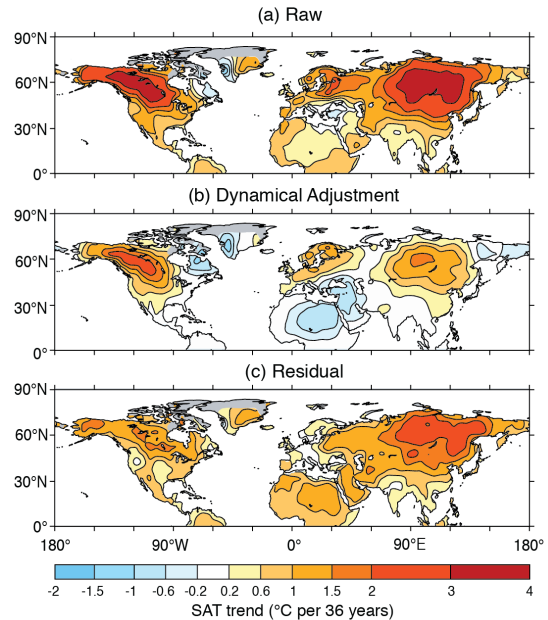 (a) Raw
90°N
60°N
30°N
0°
(b) Dynamical Adjustment
90°N
60°N
30°N
0°
(c) Residual
90°N
60°N
30°N
0°
180° 90°W 0° 90°E 180°
-2 -1.5 -1 -0.6 -0.2 0.2 0.6 1 1.5 2 3 4
SAT trend (°C per 36 years)